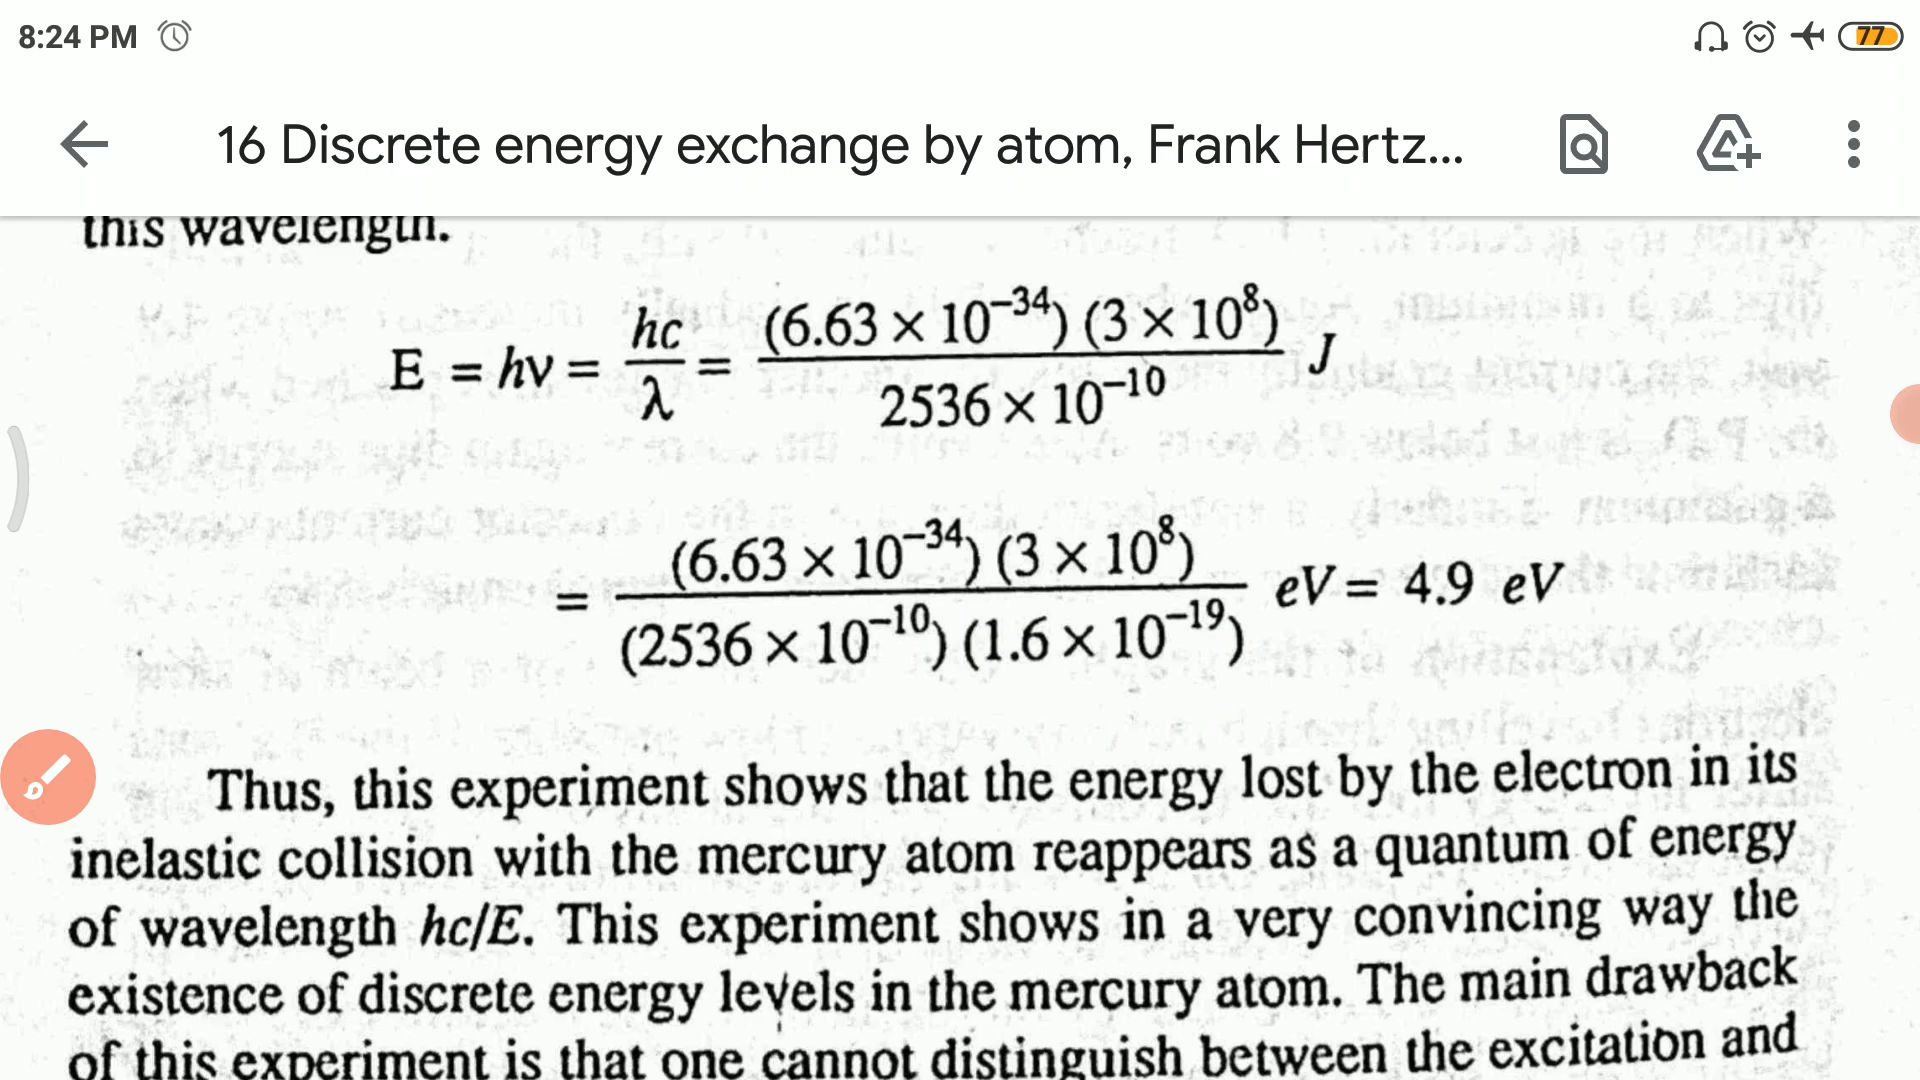 8:24 PM
77
16 Discrete energy exchange by atom, Frank Hertz...
this wavelength.
E = hν = hc/λ = (6.63 × 10⁻³⁴) (3 × 10⁸) / 2536 × 10⁻¹⁰ J
= (6.63 × 10⁻³⁴) (3 × 10⁸) / (2536 × 10⁻¹⁰) (1.6 × 10⁻¹⁹) eV = 4.9 eV
Thus, this experiment shows that the energy lost by the electron in its
inelastic collision with the mercury atom reappears as a quantum of energy
of wavelength hc/E. This experiment shows in a very convincing way the
existence of discrete energy levels in the mercury atom. The main drawback
of this experiment is that one cannot distinguish between the excitation and